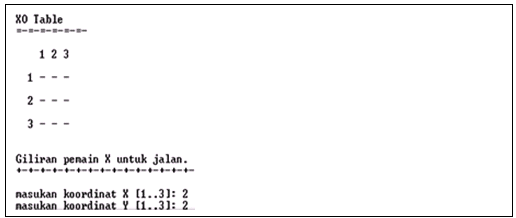 XO Table
=-=-=-=-=-=-
1 2 3
1 - - -
2 - - -
3 - - -
Giliran pemain X untuk jalan.
+-+-+-+-+-+-+-+-+-+-+-+-+-+-+-
masukan koordinat X [1..3]: 2
masukan koordinat Y [1..3]: 2